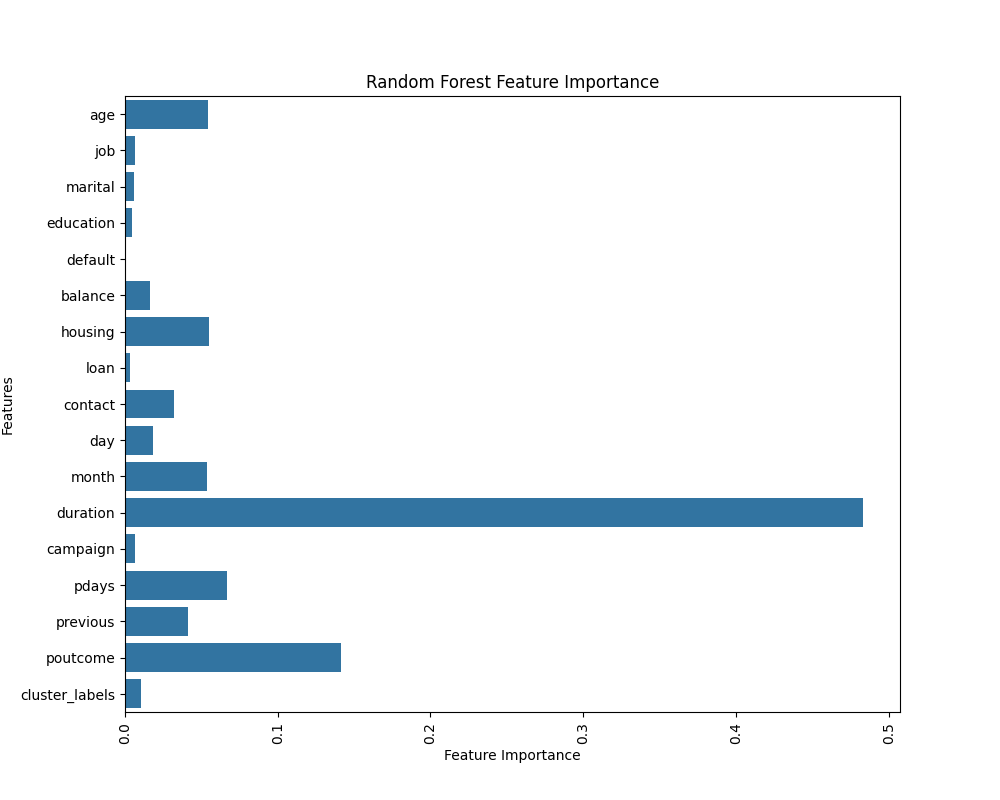 Random Forest Feature Importance
Features
age
job
marital
education
default
balance
housing
loan
contact
day
month
duration
campaign
pdays
previous
poutcome
cluster_labels
0.0 0.1 0.2 0.3 0.4 0.5
Feature Importance